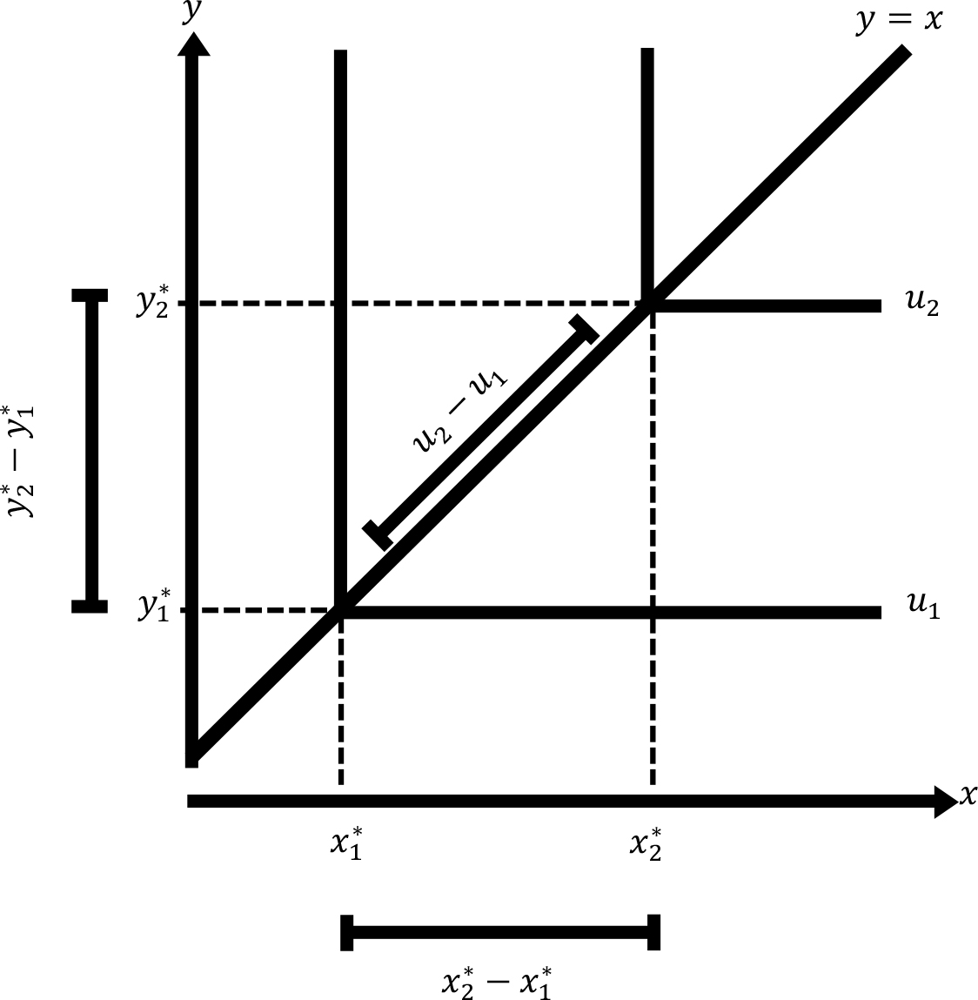 y
y = x
y₂*
u₂
u₂ − u₁
y₂* − y₁*
y₁*
u₁
x
x₁*
x₂*
x₂* − x₁*